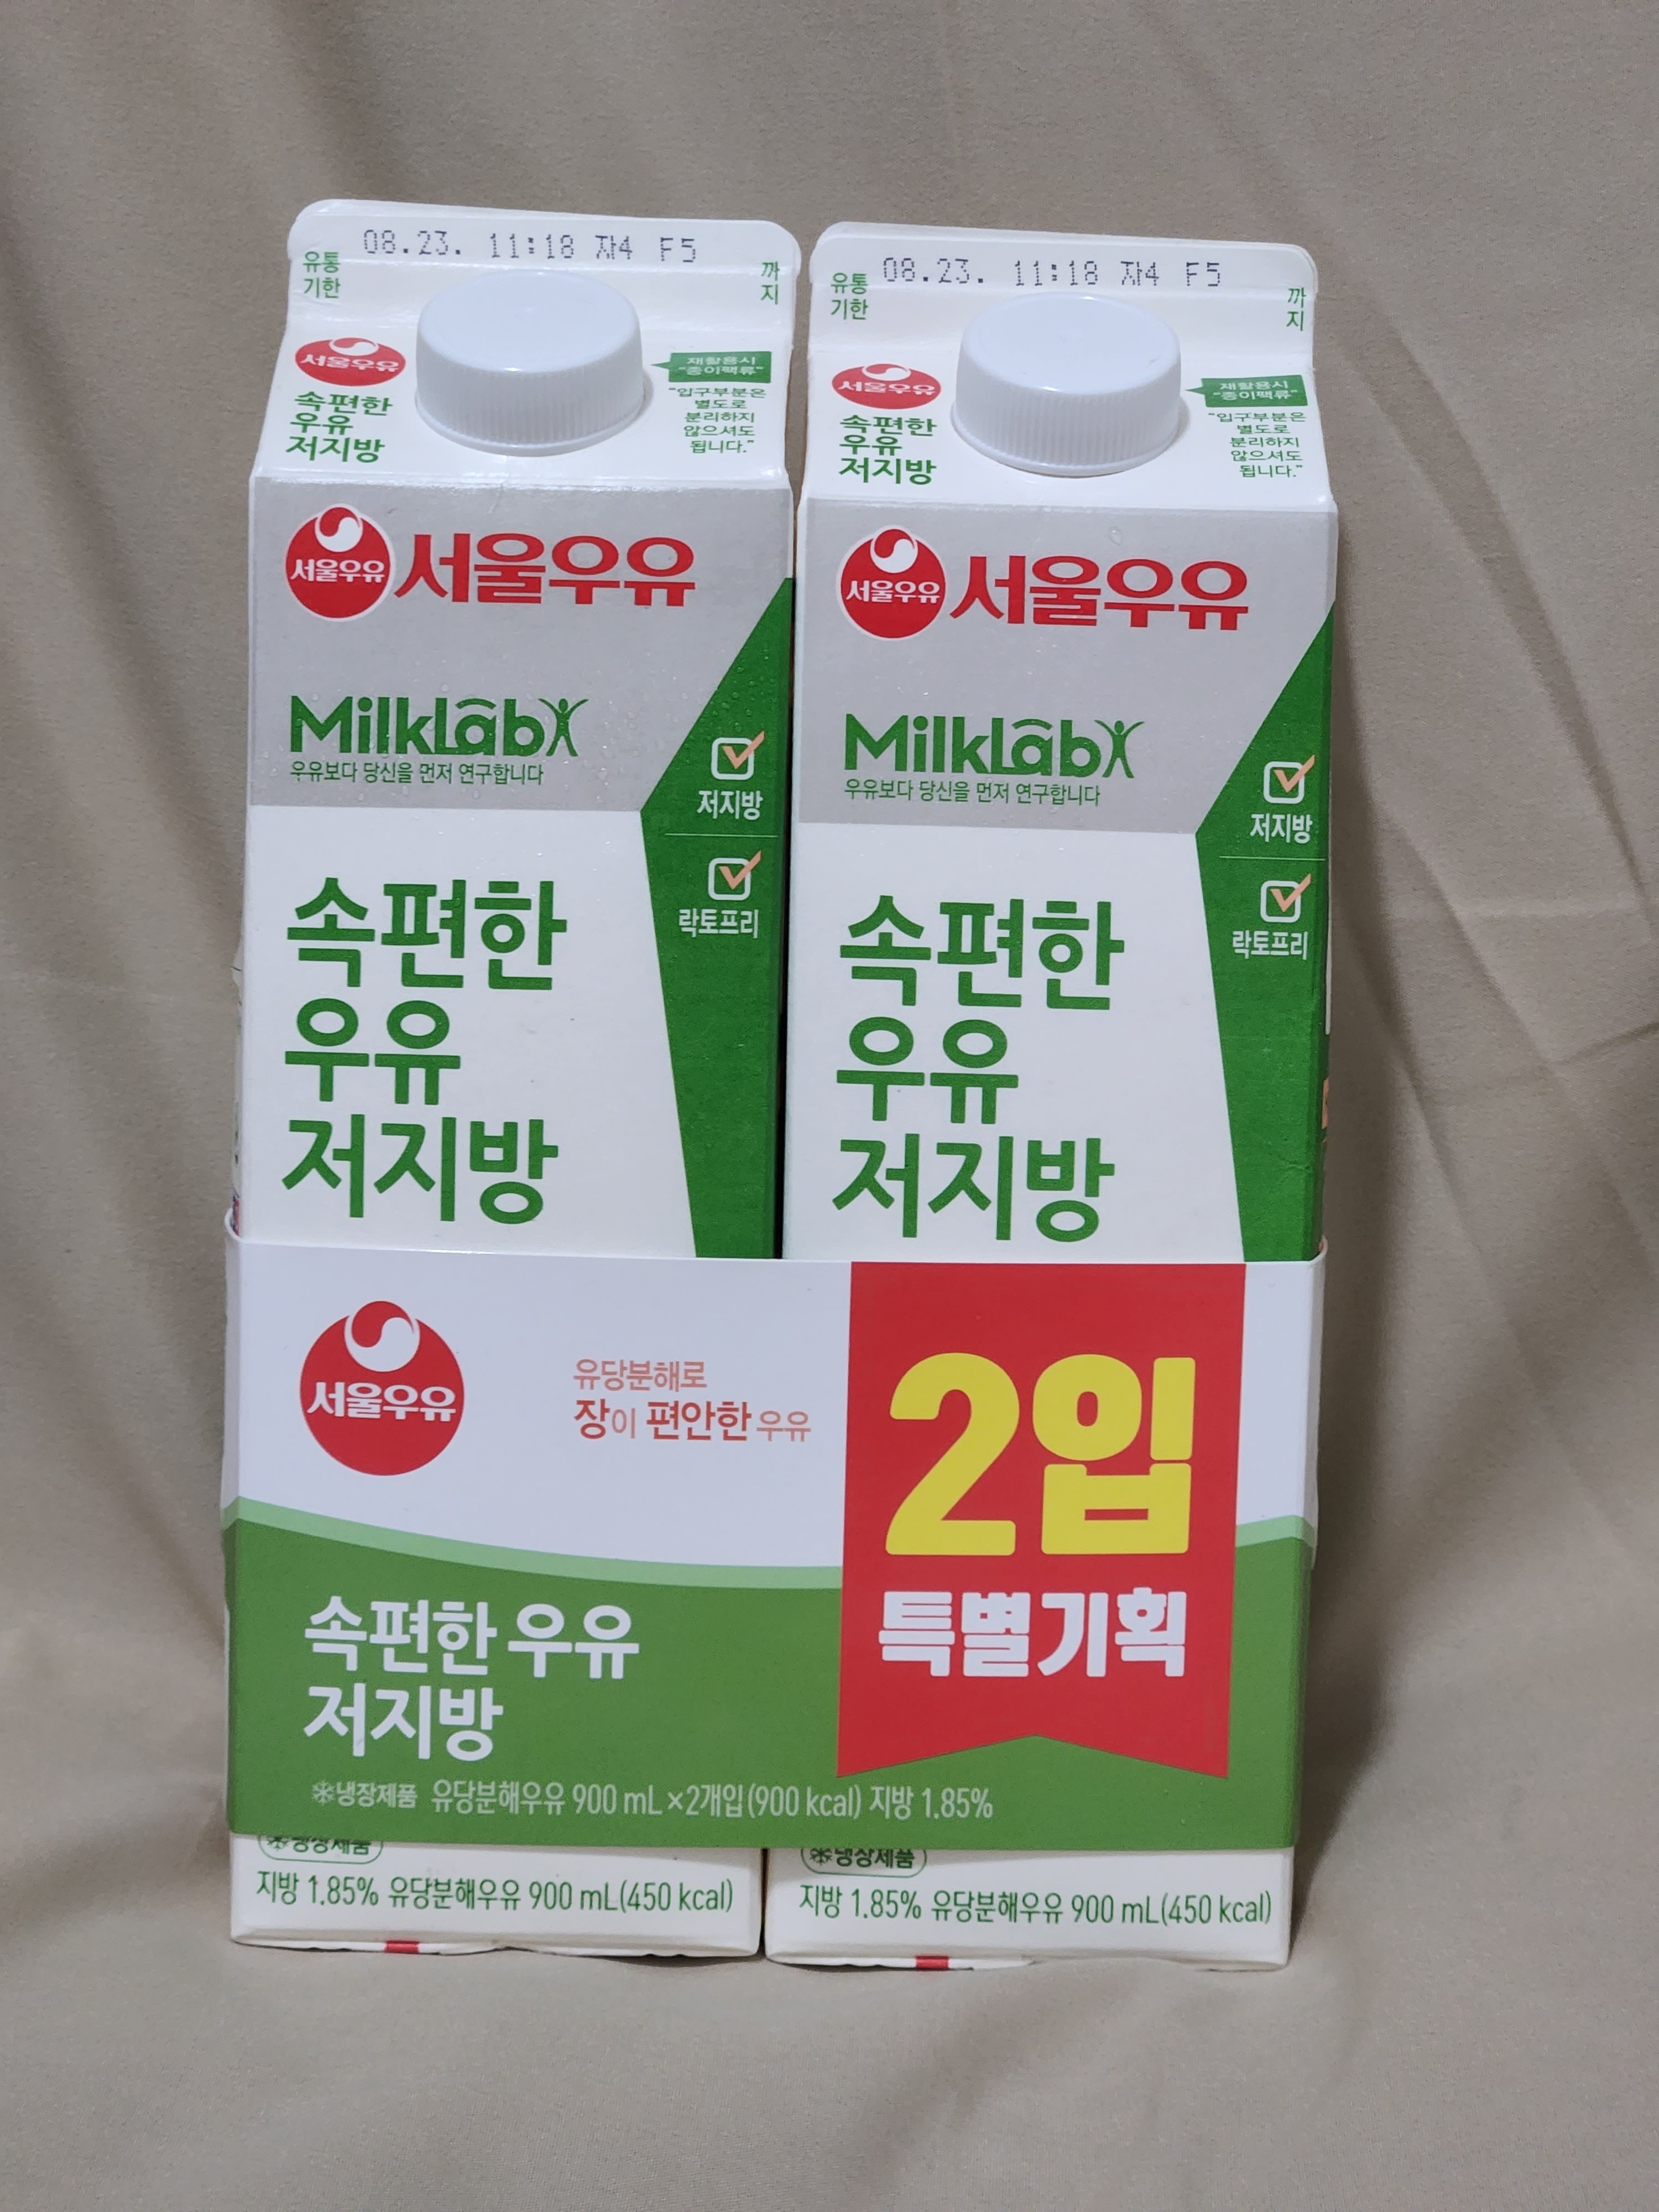 08.23. 11:18 자4 F5
유통
기한
까
지
서울우유
속편한
우유
저지방
재활용시
"종이팩류"
"입구부분은
별도로
분리하지
않으셔도
됩니다."
서울우유 서울우유
MilkLab
우유보다 당신을 먼저 연구합니다
저지방
락토프리
속편한
우유
저지방
08.23. 11:18 자4 F5
유통
기한
까
지
서울우유
속편한
우유
저지방
재활용시
"종이팩류"
"입구부분은
별도로
분리하지
않으셔도
됩니다."
서울우유 서울우유
MilkLab
우유보다 당신을 먼저 연구합니다
저지방
락토프리
속편한
우유
저지방
서울우유
유당분해로
장이 편안한 우유
2입
특별기획
속편한 우유
저지방
냉장제품 유당분해우유 900 mL×2개입(900 kcal) 지방 1.85%
냉장제품
지방 1.85% 유당분해우유 900 mL(450 kcal)
냉장제품
지방 1.85% 유당분해우유 900 mL(450 kcal)